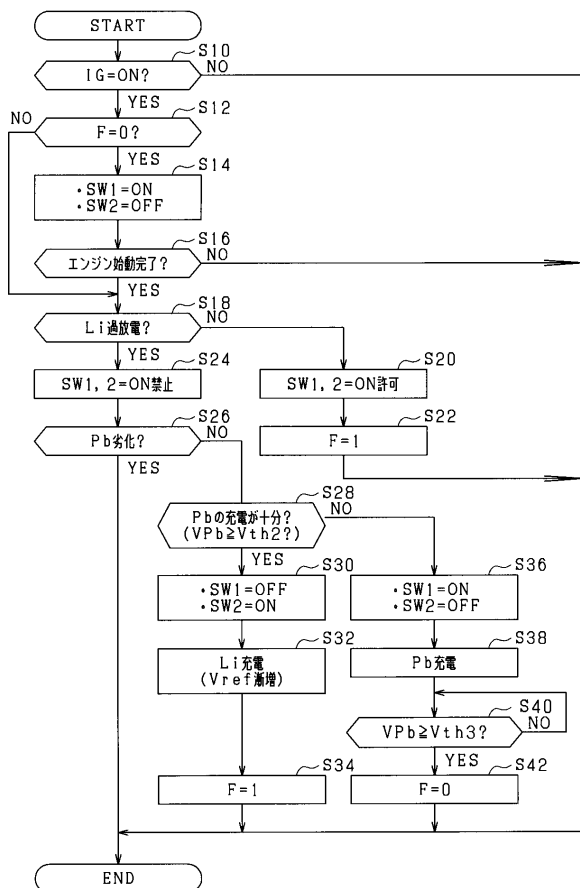 START
S10
IG=ON?
NO
YES
S12
NO
F=0?
YES
S14
・SW1=ON
・SW2=OFF
S16
エンジン始動完了?
NO
YES
S18
Li過放電?
NO
YES
S24
SW1, 2=ON禁止
S20
SW1, 2=ON許可
S26
Pb劣化?
NO
YES
S22
F=1
S28
Pbの充電が十分?
(VPb≧Vth2?)
NO
YES
S30
・SW1=OFF
・SW2=ON
S36
・SW1=ON
・SW2=OFF
S32
Li充電
(Vref漸増)
S38
Pb充電
S40
VPb≧Vth3?
NO
YES
S34
F=1
S42
F=0
END